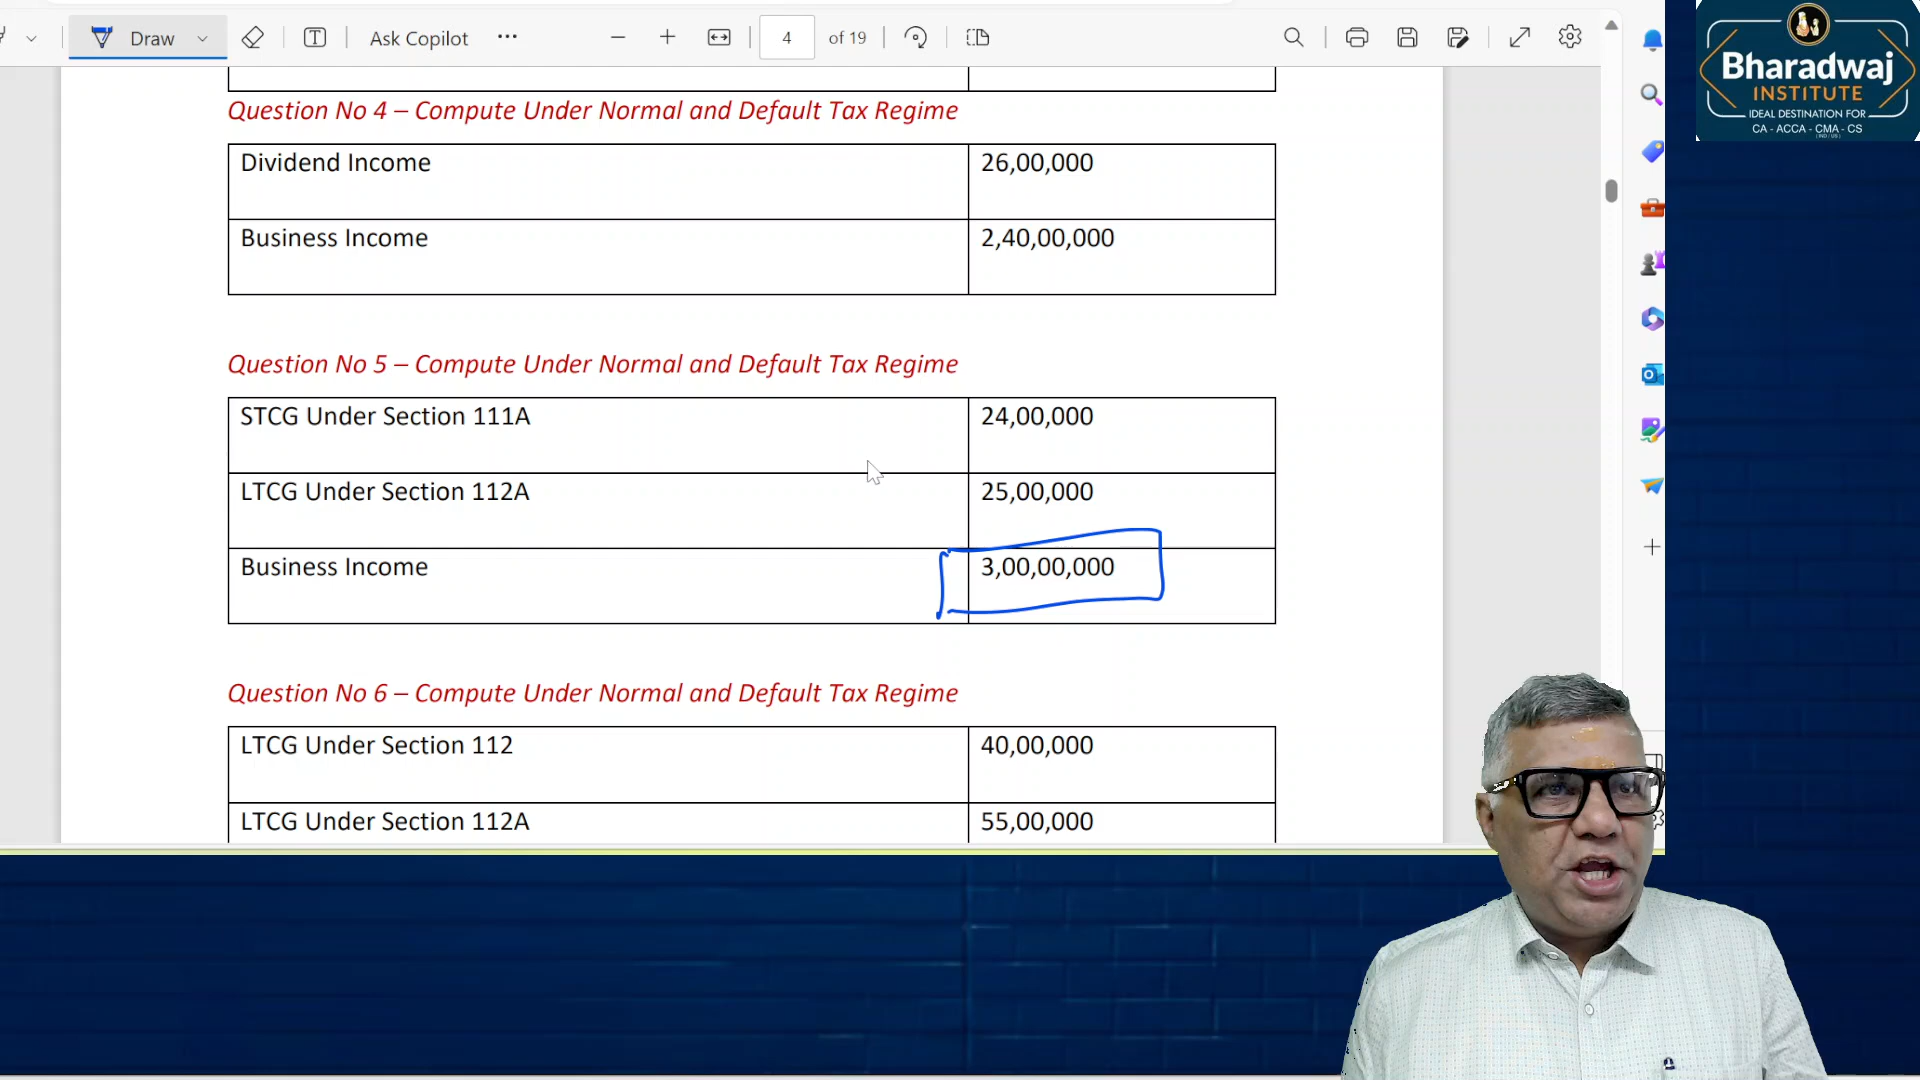 Draw
Ask Copilot
4 of 19
Bharadwaj
INSTITUTE
IDEAL DESTINATION FOR
CA - ACCA - CMA - CS
Question No 4 – Compute Under Normal and Default Tax Regime
Dividend Income 26,00,000
Business Income 2,40,00,000
Question No 5 – Compute Under Normal and Default Tax Regime
STCG Under Section 111A 24,00,000
LTCG Under Section 112A 25,00,000
Business Income 3,00,00,000
Question No 6 – Compute Under Normal and Default Tax Regime
LTCG Under Section 112 40,00,000
LTCG Under Section 112A 55,00,000